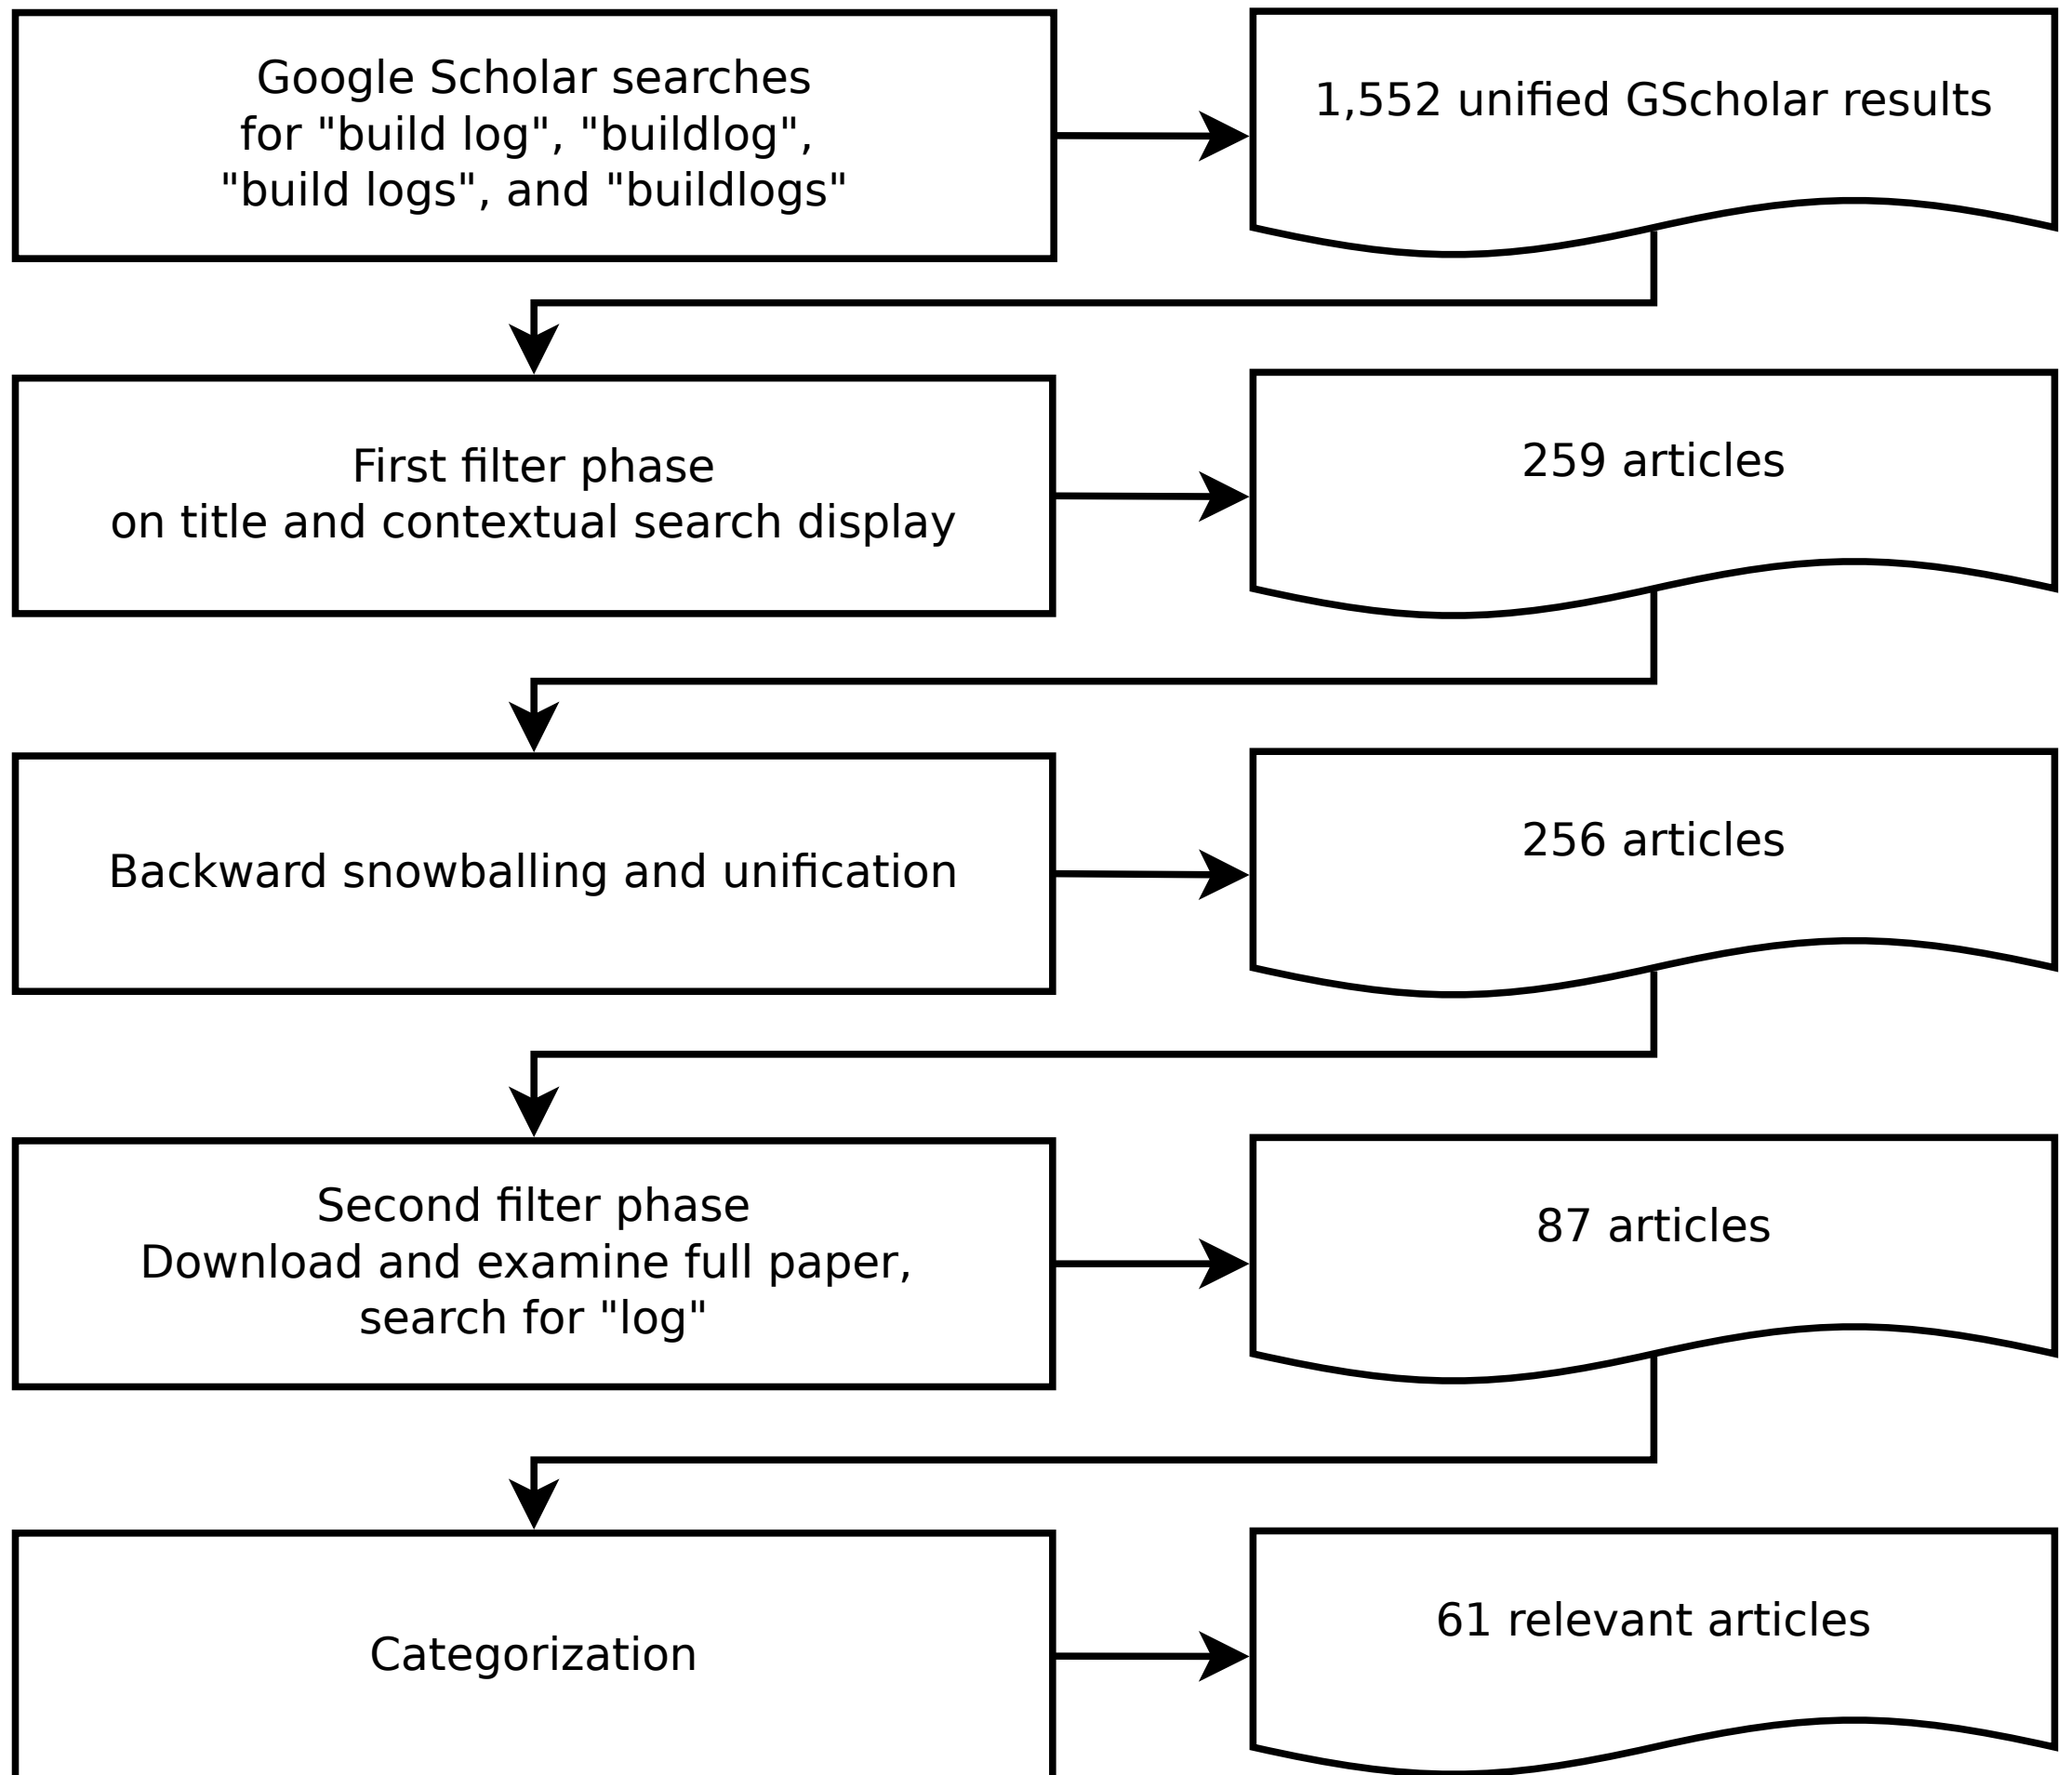 Google Scholar searches
for "build log", "buildlog",
"build logs", and "buildlogs"
1,552 unified GScholar results
First filter phase
on title and contextual search display
259 articles
Backward snowballing and unification
256 articles
Second filter phase
Download and examine full paper,
search for "log"
87 articles
Categorization
61 relevant articles